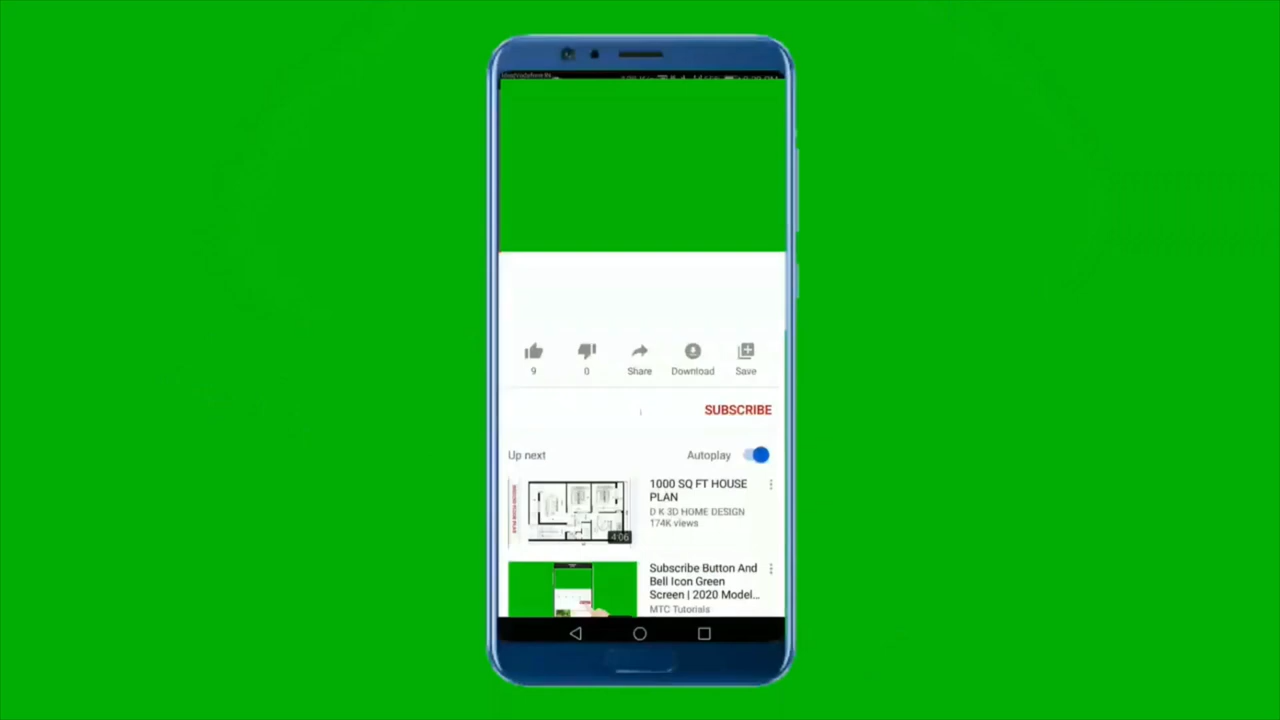 9
0
Share
Download
Save
SUBSCRIBE
Up next
Autoplay
1000 SQ FT HOUSE
PLAN
D K 3D HOME DESIGN
174K views
4:06
Subscribe Button And
Bell Icon Green
Screen | 2020 Model...
MTC Tutorials